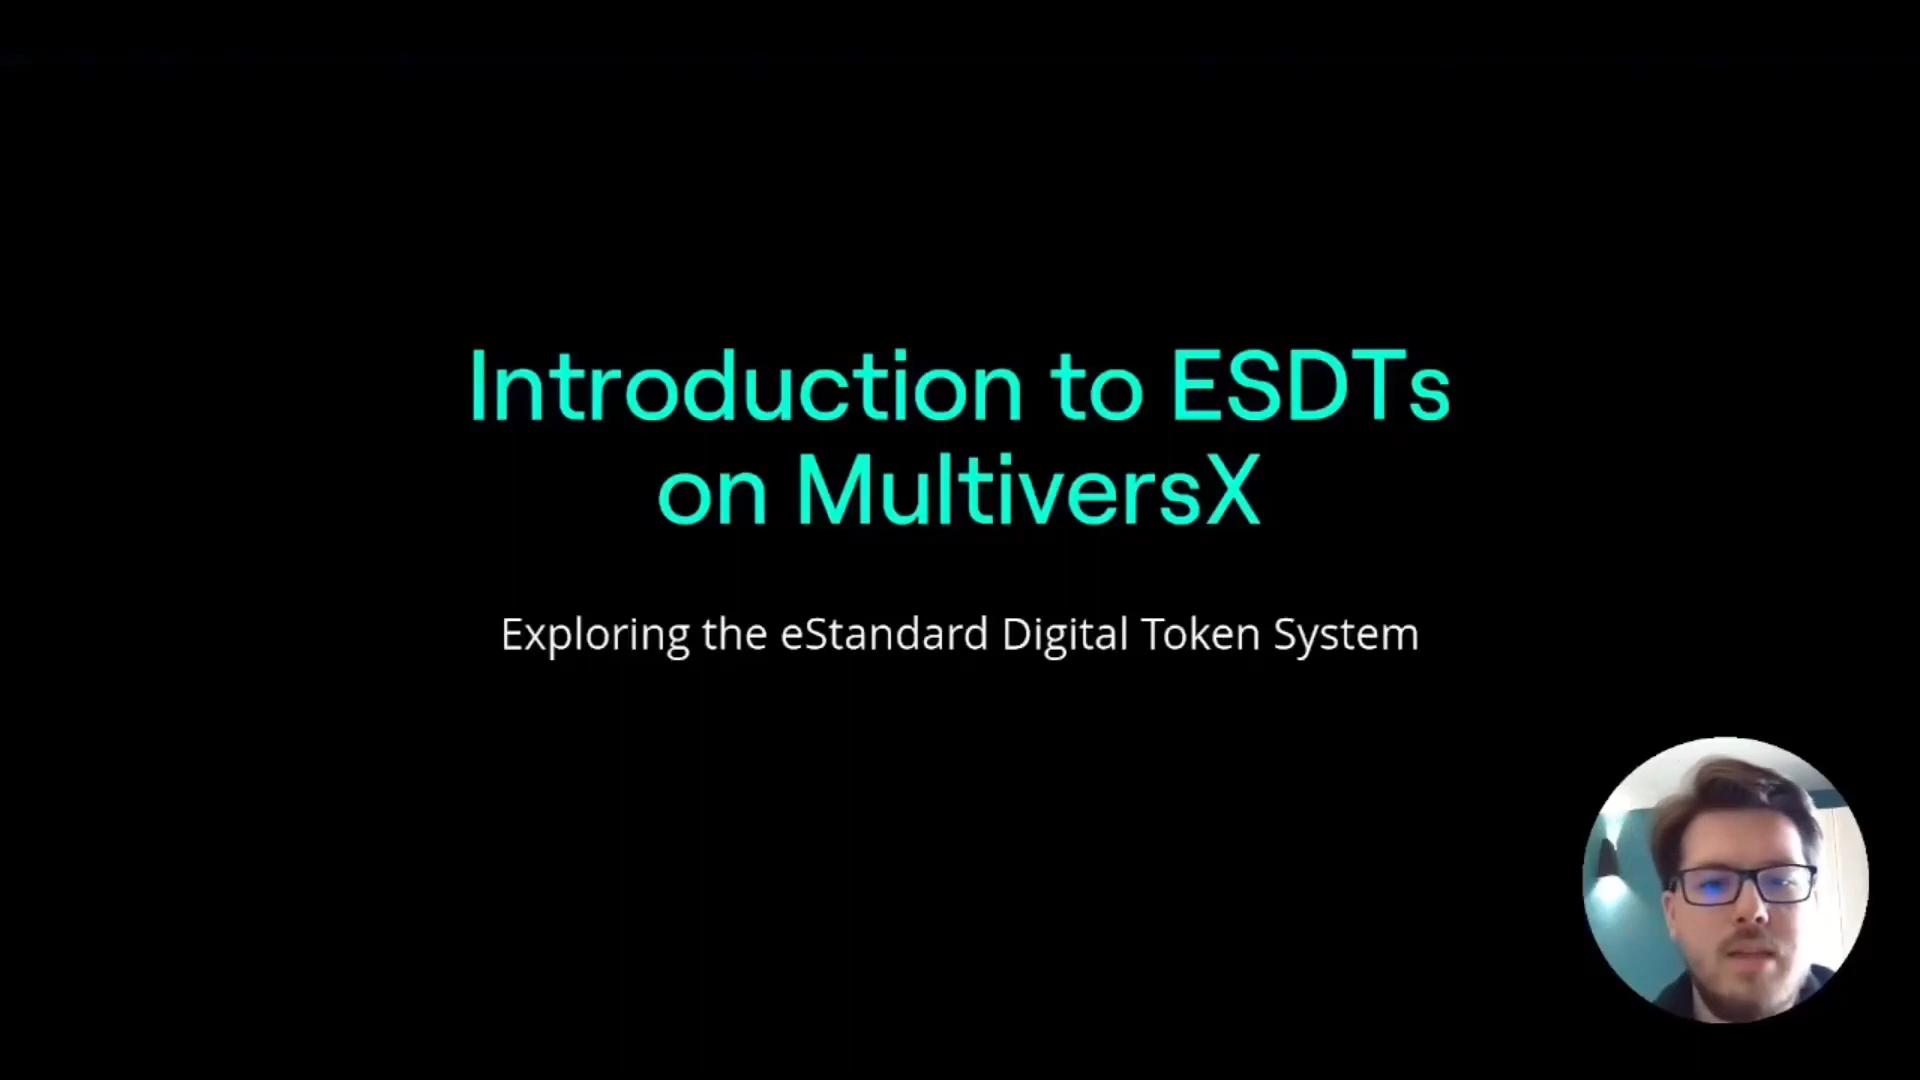 Introduction to ESDTs
on MultiversX
Exploring the eStandard Digital Token System